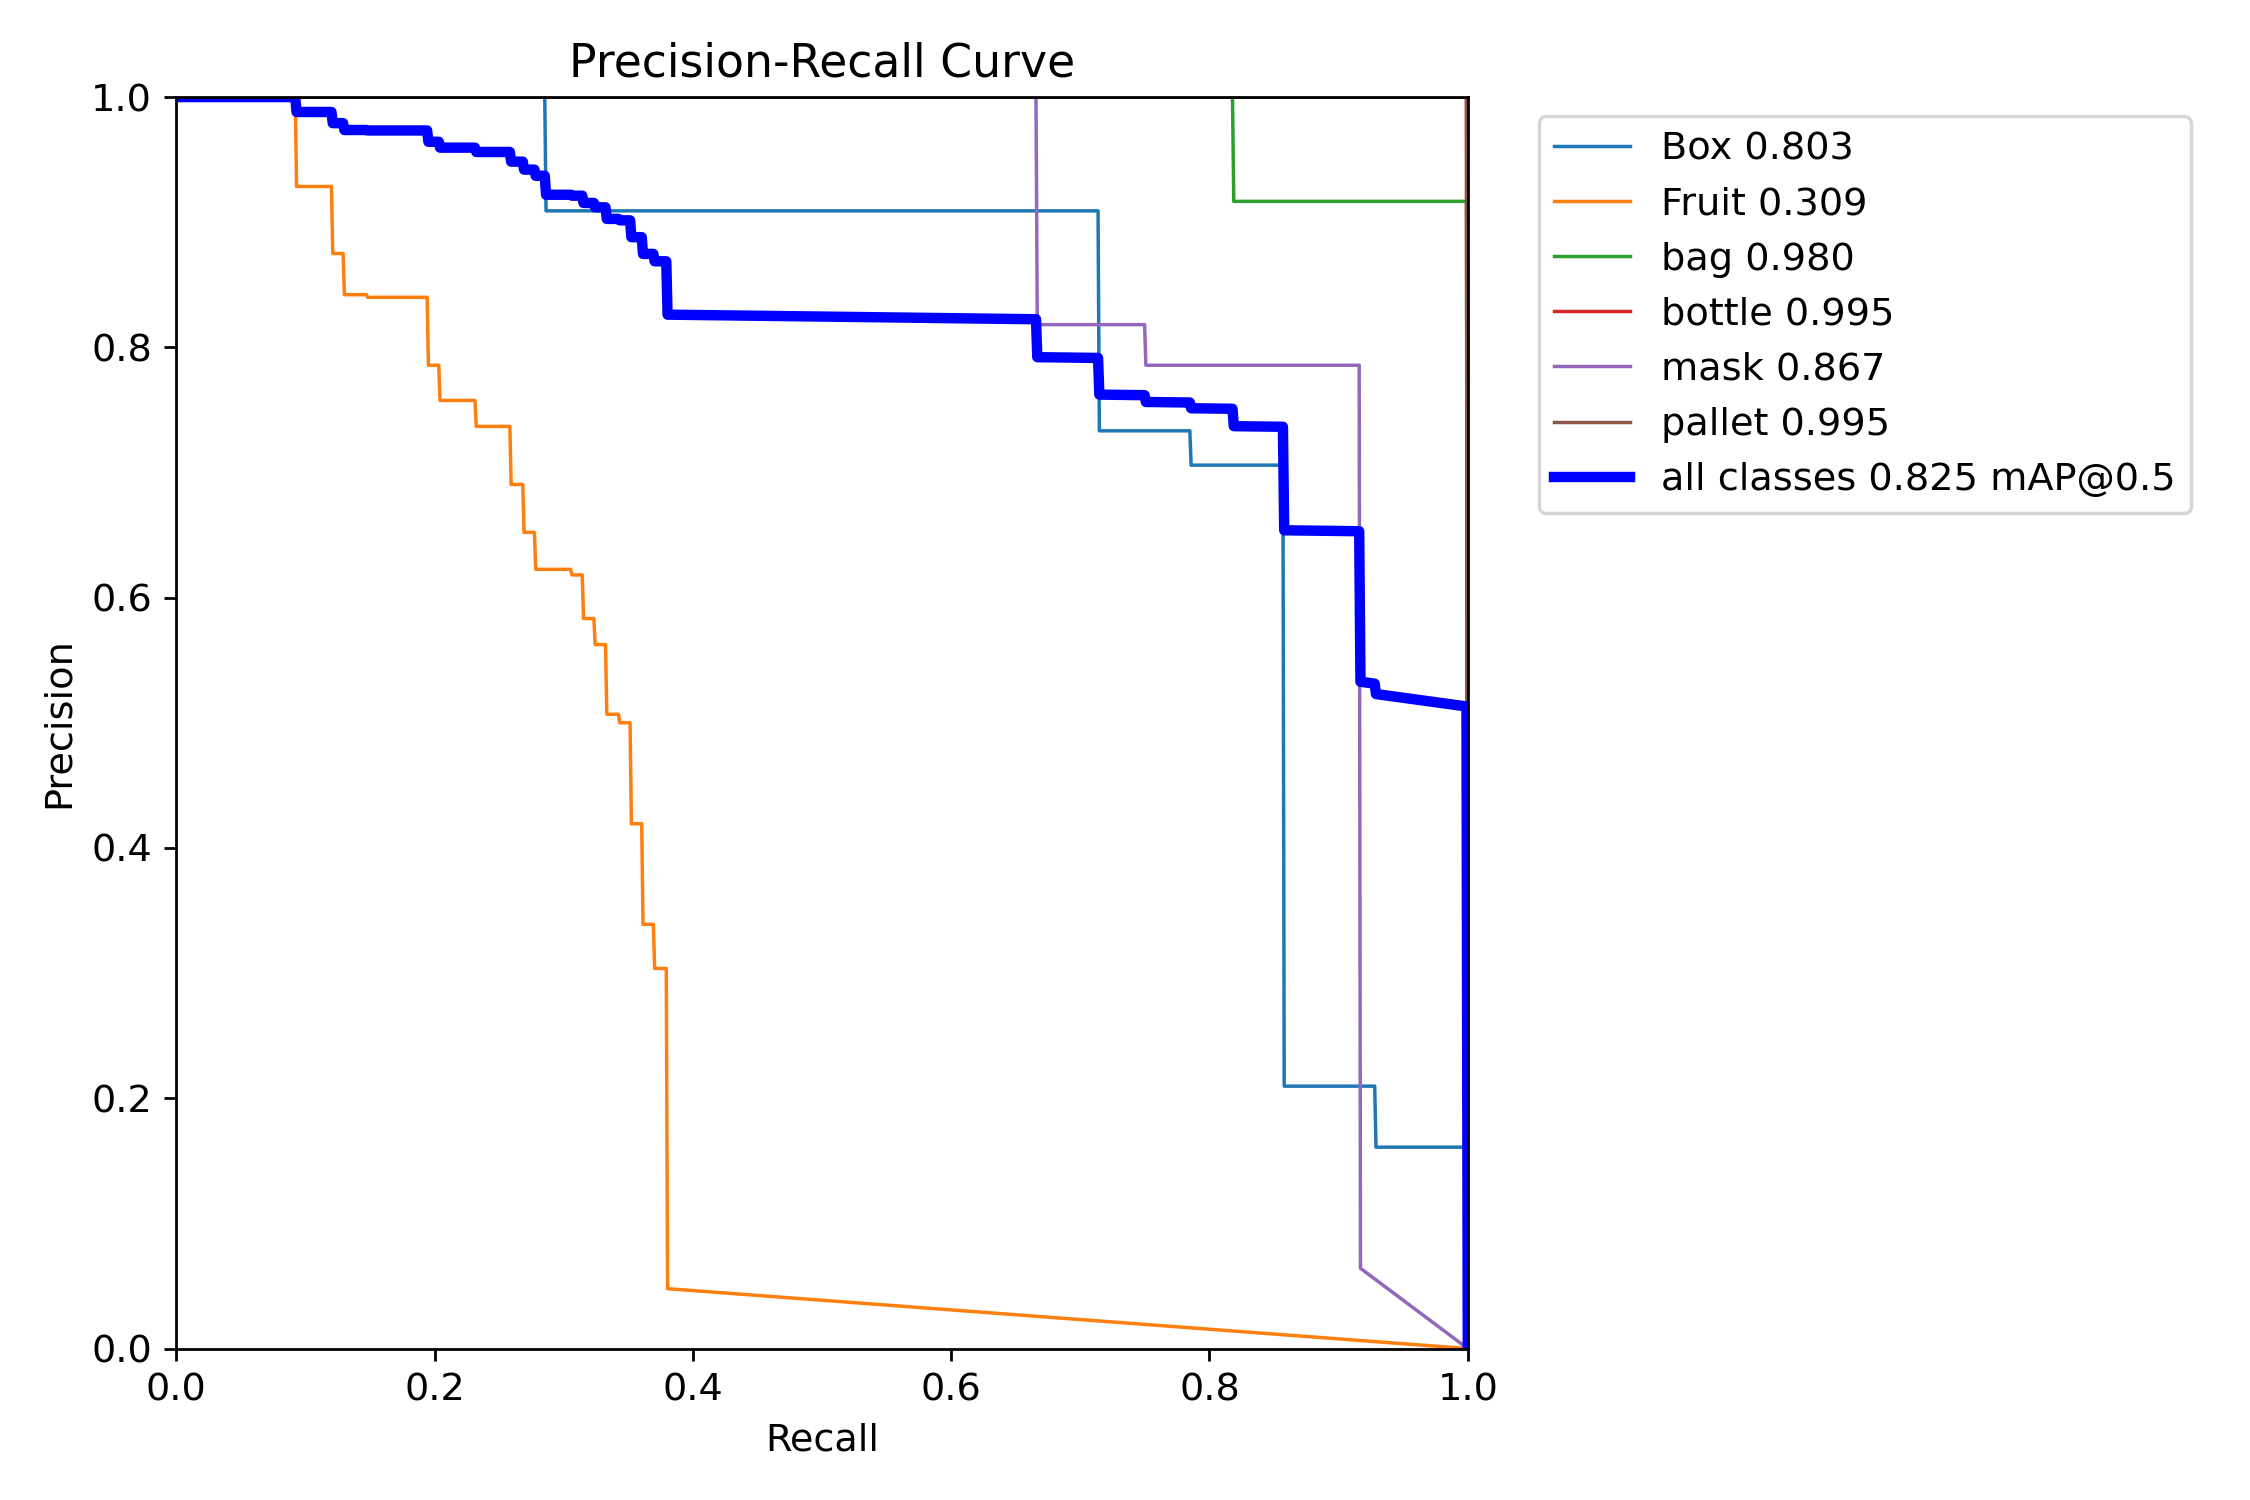 Precision-Recall Curve
1.0
0.8
0.6
0.4
0.2
0.0
Precision
0.0 0.2 0.4 0.6 0.8 1.0
Recall
Box 0.803
Fruit 0.309
bag 0.980
bottle 0.995
mask 0.867
pallet 0.995
all classes 0.825 mAP@0.5